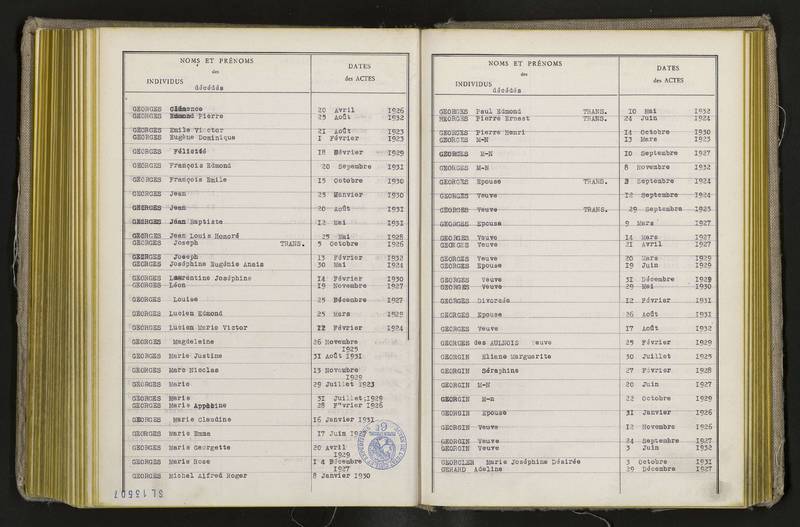 NOMS ET PRÉNOMS
des
INDIVIDUS
décédés
DATES
des ACTES
GEORGES Clémence 20 Avril 1926
GEORGES Edmond Pierre 25 Août 1932
GEORGES Emile Victor 21 Août 1923
GEORGES Eugène Dominique 1 Février 1923
GEORGES Félicité 18 Février 1929
GEORGES François Edmond 20 Sepembre 1931
GEORGES François Emile 15 Octobre 1930
GEORGES Jean 23 Janvier 1930
GEORGES Jean 20 Août 1931
GEORGES Jean Baptiste 12 Mai 1931
GEORGES Jean Louis Honoré 25 Mai 1928
GEORGES Joseph TRANS. 5 Octobre 1926
GEORGES Joseph 13 Février 1932
GEORGES Joséphine Eugénie Anais 30 Mai 1924
GEORGES Laurentine Joséphine 14 Février 1930
GEORGES Léon 19 Novembre 1927
GEORGES Louise 25 Décembre 1927
GEORGES Lucien Edmond 25 Mars 1929
GEORGES Lucien Marie Victor 12 Février 1924
GEORGES Magdeleine 26 Novembre
1925
GEORGES Marie Justine 31 Août 1931
GEORGES Marc Nicolas 13 Novembre
1929
GEORGES Marie 29 Juillet 1923
GEORGES Marie 31 Juillet 1929
GEORGES Marie Appoline 28 F"vrier 1926
GEORGES Marie Claudine 16 Janvier 1931
GEORGES Marie Emma 17 Juin 1927
GEORGES Marie Georgette 20 Avril
1929
GEORGES Marie Rose 14 Décembre
1927
GEORGES Michel Alfred Roger 8 Janvier 1930
SL 13507
NOMS ET PRÉNOMS
des
INDIVIDUS
décédés
DATES
des ACTES
GEORGES Paul Edmond TRANS. 10 Mai 1932
GEORGES Pierre Ernest TRANS. 24 Juin 1924
GEORGES Pierre Henri 14 Octobre 1930
GEORGES M-N 13 Mars 1923
GEORGES M-N 10 Septembre 1927
GEORGES M-N 8 Novembre 1932
GEORGES Epouse TRANS. 2 Septembre 1924
GEORGES Veuve 12 Septembre 1924
GEORGES Veuve TRANS. 29 Septembre 1925
GEORGES Epouse 9 Mars 1927
GEORGES Veuve 14 Mars 1927
GEORGES Veuve 21 Avril 1927
GEORGES Veuve 20 Mars 1929
GEORGES Epouse 19 Juin 1929
GEORGES Veuve 31 Décembre 1929
GEORGES Veuve 29 Mai 1930
GEORGES Divorcée 12 Février 1931
GEORGES Epouse 26 Août 1931
GEORGES Veuve 17 Août 1932
GEORGES des AULNOIS euve 25 Février 1929
GEORGIN Eliane Marguerite 30 Juillet 1925
GEORGIN Séraphine 27 Février 1928
GEORGIN M-N 20 Juin 1927
GEORGIN M-n 22 Octobre 1929
GEORGIN Epouse 31 Janvier 1926
GEORGIN Veuve 12 Novembre 1926
GEORGIN Veuve 24 Septembre 1927
GEORGIN Veuve 3 Juin 1932
GEORGLER Marie Joséphine Désirée 3 Octobre 1931
GERARD Adeline 29 Décembre 1927